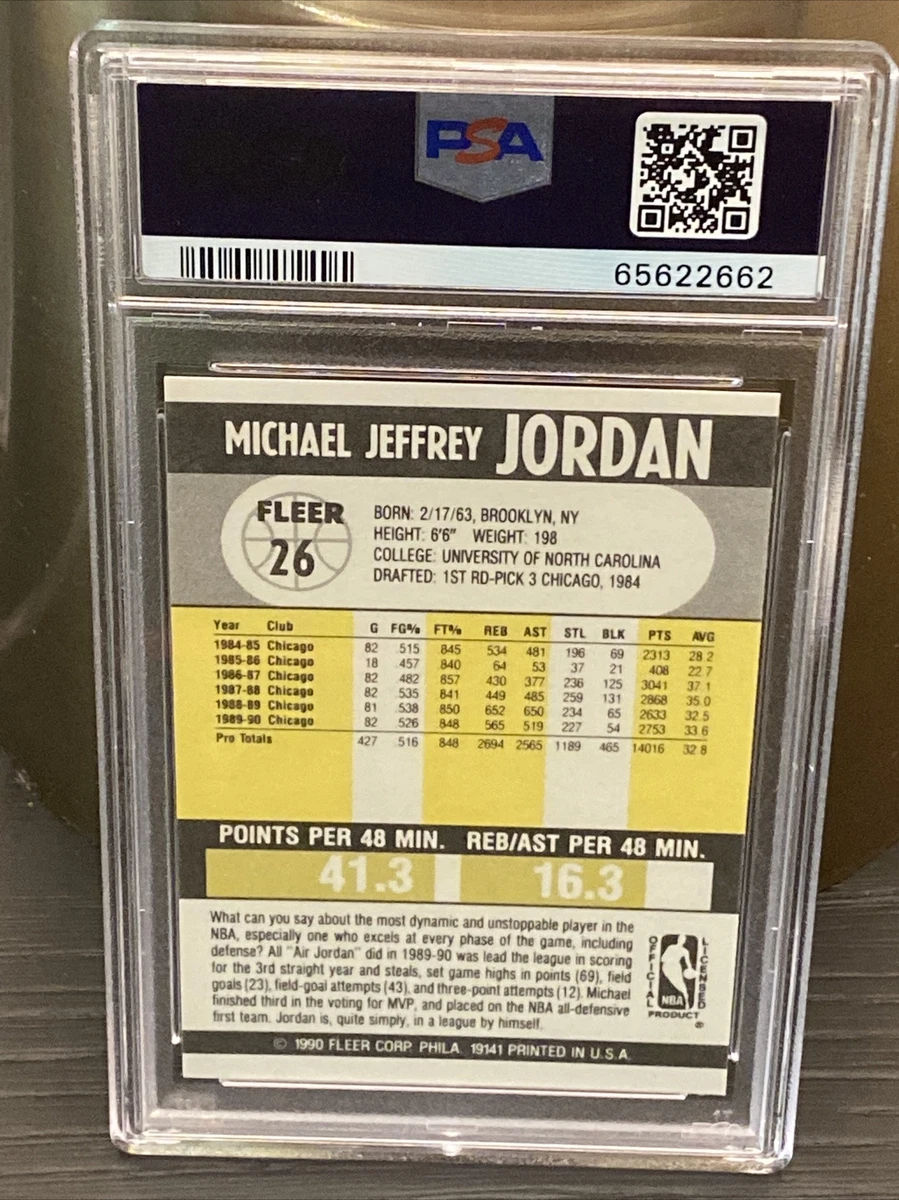 PSA
65622662
MICHAEL JEFFREY JORDAN
FLEER
26
BORN: 2/17/63, BROOKLYN, NY
HEIGHT: 6'6" WEIGHT: 198
COLLEGE: UNIVERSITY OF NORTH CAROLINA
DRAFTED: 1ST RD-PICK 3 CHICAGO, 1984
Year Club G FG% FT% REB AST STL BLK PTS AVG
1984-85 Chicago 82 .515 845 534 481 196 69 2313 28.2
1985-86 Chicago 18 .457 840 64 53 37 21 408 22.7
1986-87 Chicago 82 .482 857 430 377 236 125 3041 37.1
1987-88 Chicago 82 .535 841 449 485 259 131 2868 35.0
1988-89 Chicago 81 .538 850 652 650 234 65 2633 32.5
1989-90 Chicago 82 .526 848 565 519 227 54 2753 33.6
Pro Totals 427 .516 848 2694 2565 1189 465 14016 32.8
POINTS PER 48 MIN. REB/AST PER 48 MIN.
41.3 16.3
What can you say about the most dynamic and unstoppable player in the
NBA, especially one who excels at every phase of the game, including
defense? All "Air Jordan" did in 1989-90 was lead the league in scoring
for the 3rd straight year and steals, set game highs in points (69), field
goals (23), field-goal attempts (43), and three-point attempts (12). Michael
finished third in the voting for MVP, and placed on the NBA all-defensive
first team. Jordan is, quite simply, in a league by himself.
OFFICIAL
NBA
LICENSED
PRODUCT
®
© 1990 FLEER CORP. PHILA. 19141 PRINTED IN U.S.A.